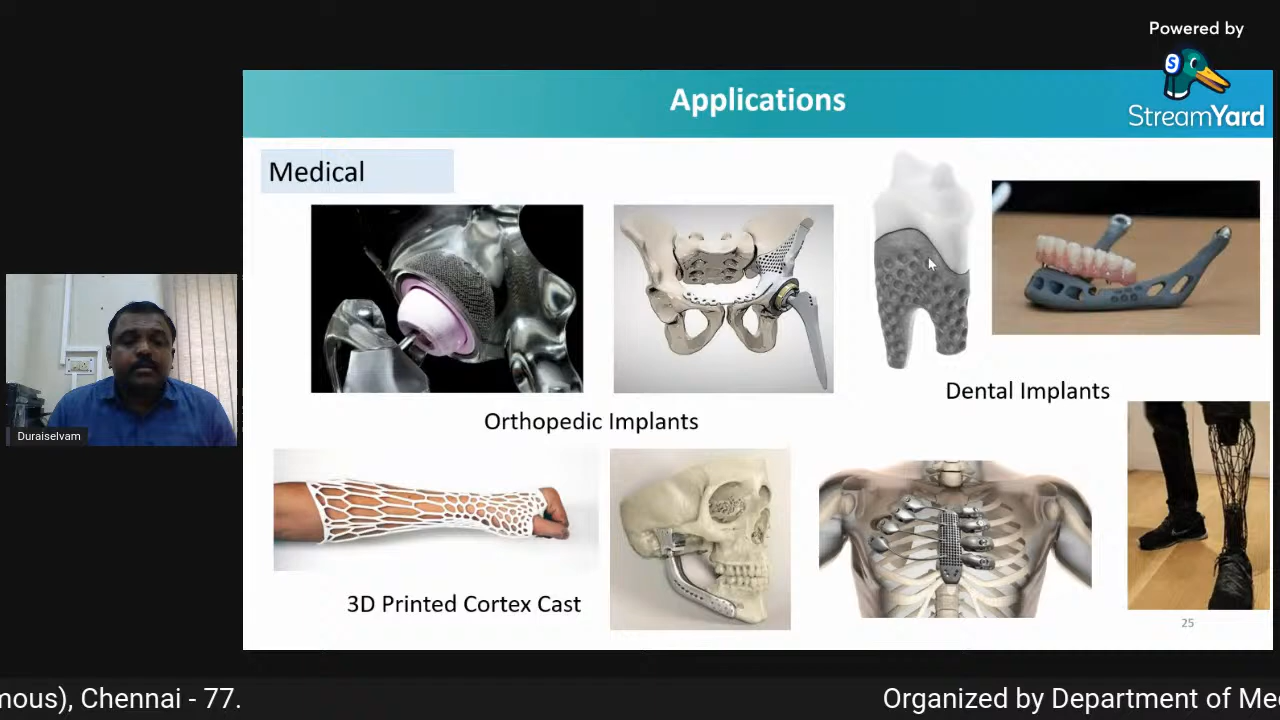 Powered by
S
StreamYard
Applications
Medical
Orthopedic Implants
Dental Implants
Duraiselvam
3D Printed Cortex Cast
25
mous), Chennai - 77.
Organized by Department of Me